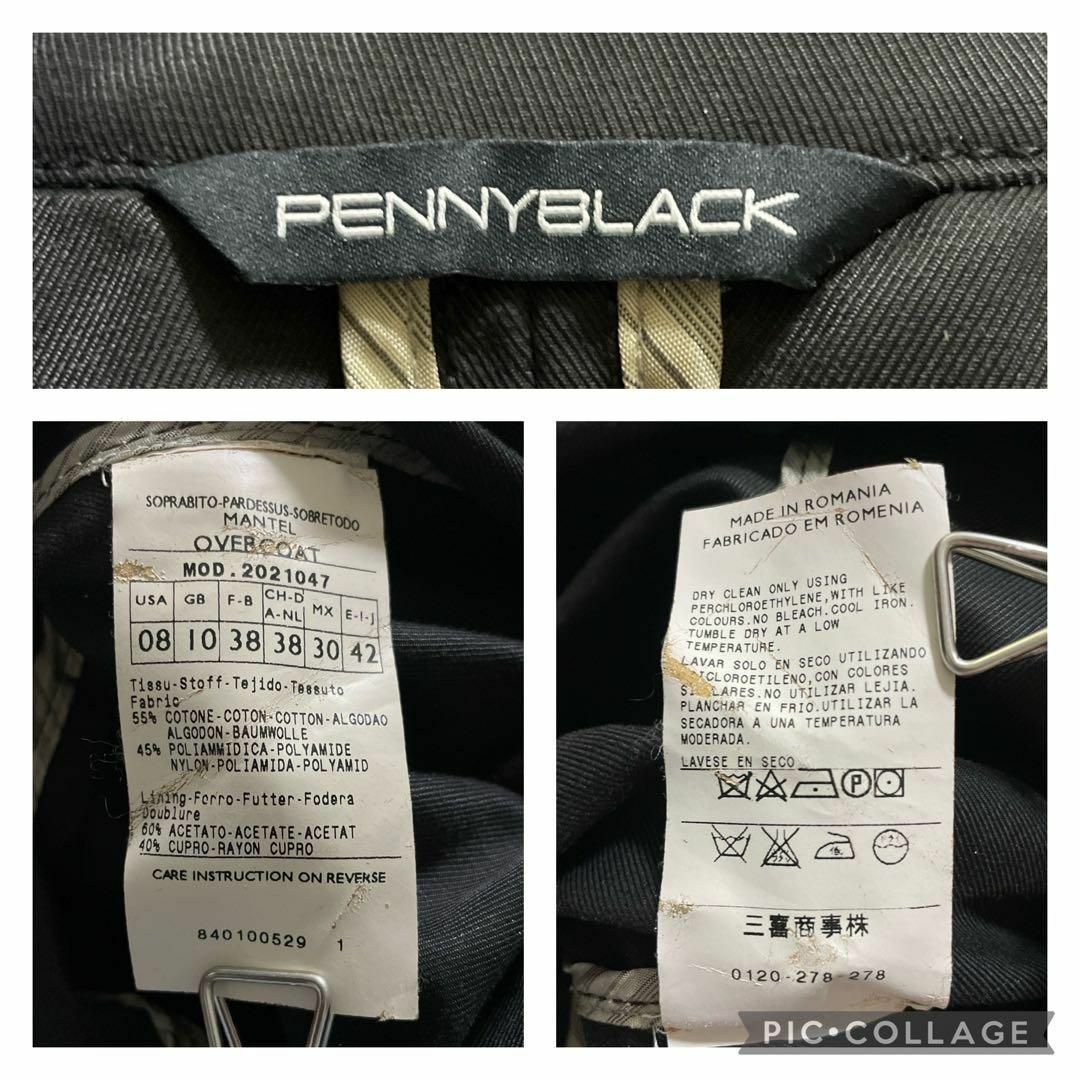 PENNYBLACK
SOPRABITO-PARDESSUS-SOBRETODO
MANTEL
OVERCOAT
MOD.2021047
USA GB F-B CH-D A-NL MX E-I-J
08 10 38 38 30 42
Tissu-Stoff-Tejido-Tessuto
Fabric
55% COTONE-COTON-COTTON-ALGODAO
ALGODON-BAUMWOLLE
45% POLIAMMIDICA-POLYAMIDE
NYLON-POLIAMIDA-POLYAMID
Lining-Forro-Futter-Fodera
Doublure
60% ACETATO-ACETATE-ACETAT
40% CUPRO-RAYON CUPRO
CARE INSTRUCTION ON REVERSE
840100529 1
MADE IN ROMANIA
FABRICADO EM ROMENIA
DRY CLEAN ONLY USING
PERCHLOROETHYLENE,WITH LIKE
COLOURS.NO BLEACH.COOL IRON.
TUMBLE DRY AT A LOW
TEMPERATURE.
LAVAR SOLO EN SECO UTILIZANDO
CON COLORES
NO UTILIZAR LEJIA.
PLANCHAR EN FRIO.UTILIZAR LA
SECADORA A UNA TEMPERATURA
MODERADA.
LAVESE EN SECO
P
低
三喜商事株
0120-278-278
PIC•COLLAGE